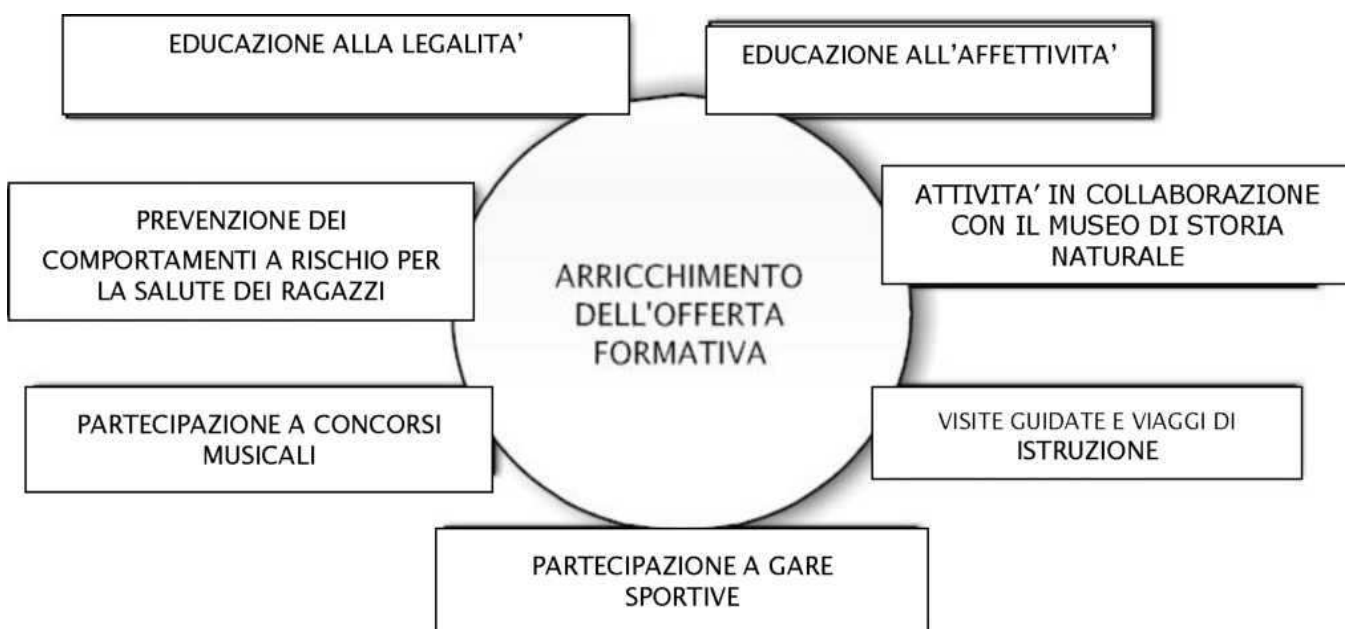 EDUCAZIONE ALLA LEGALITA’
EDUCAZIONE ALL’AFFETTIVITA’
PREVENZIONE DEI
COMPORTAMENTI A RISCHIO PER
LA SALUTE DEI RAGAZZI
ATTIVITA’ IN COLLABORAZIONE
CON IL MUSEO DI STORIA
NATURALE
ARRICCHIMENTO
DELL'OFFERTA
FORMATIVA
PARTECIPAZIONE A CONCORSI
MUSICALI
VISITE GUIDATE E VIAGGI DI
ISTRUZIONE
PARTECIPAZIONE A GARE
SPORTIVE